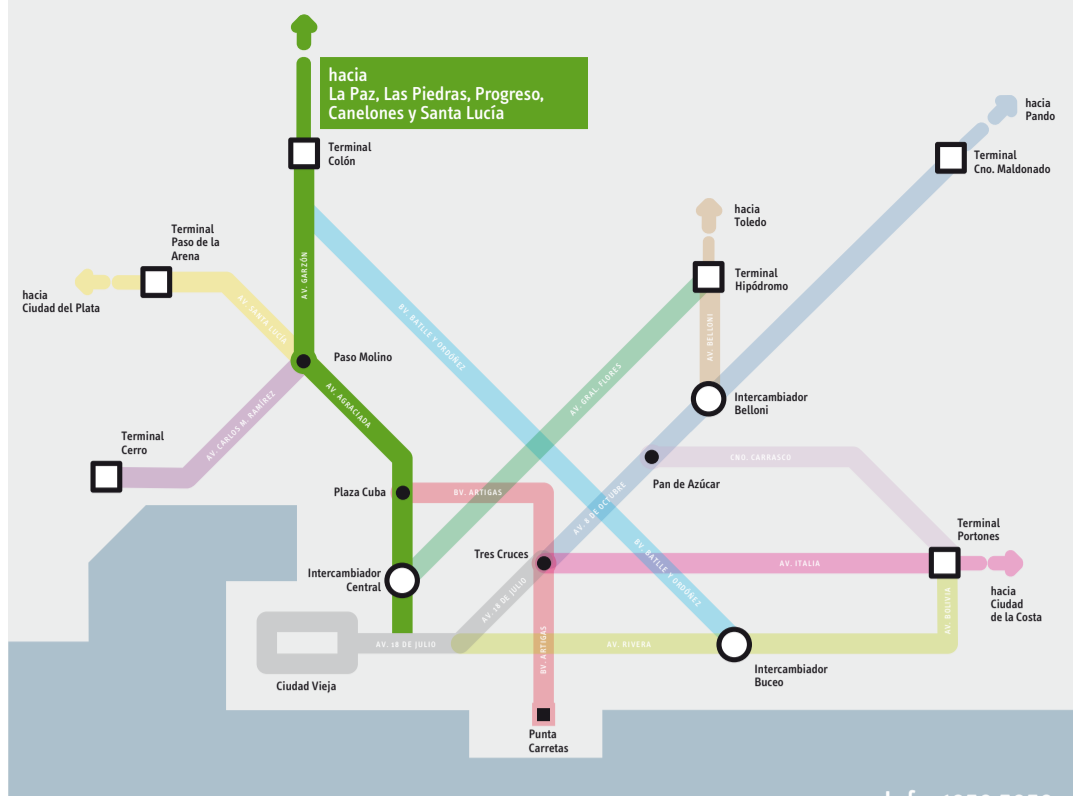 hacia
La Paz, Las Piedras, Progreso,
Canelones y Santa Lucía
hacia
Pando
Terminal
Colón
Terminal
Cno. Maldonado
hacia
Toledo
Terminal
Paso de la
Arena
Terminal
Hipódromo
hacia
Ciudad del Plata
AV. GARZÓN
AV. SANTA LUCÍA
BV. BATLLE Y ORDÓÑEZ
AV. BELLONI
Paso Molino
AV. AGRACIADA
AV. GRAL. FLORES
Intercambiador
Belloni
AV. CARLOS M. RAMÍREZ
Terminal
Cerro
CNO. CARRASCO
Pan de Azúcar
Plaza Cuba
BV. ARTIGAS
AV. 8 DE OCTUBRE
Terminal
Portones
Tres Cruces
AV. ITALIA
BV. BATLLE Y ORDÓÑEZ
Intercambiador
Central
AV. 18 DE JULIO
hacia
Ciudad
de la Costa
AV. BOLIVIA
AV. 18 DE JULIO
BV. ARTIGAS
AV. RIVERA
Intercambiador
Buceo
Ciudad Vieja
Punta
Carretas